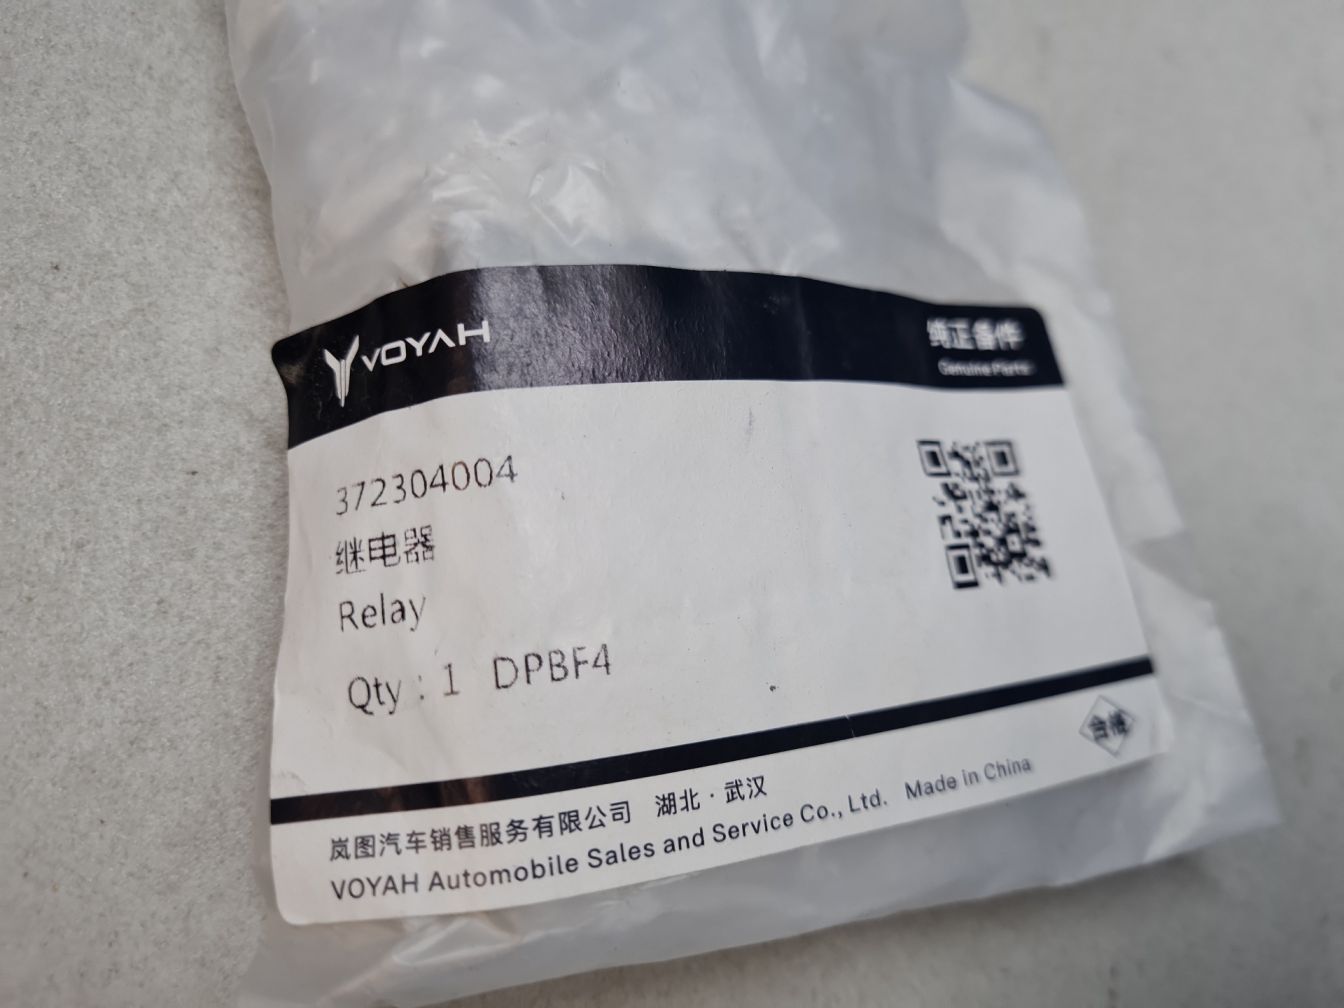 VOYAH
纯正备件
Genuine Parts
372304004
继电器
Relay
Qty : 1 DPBF4
合格
岚图汽车销售服务有限公司 湖北 · 武汉
VOYAH Automobile Sales and Service Co., Ltd. Made in China